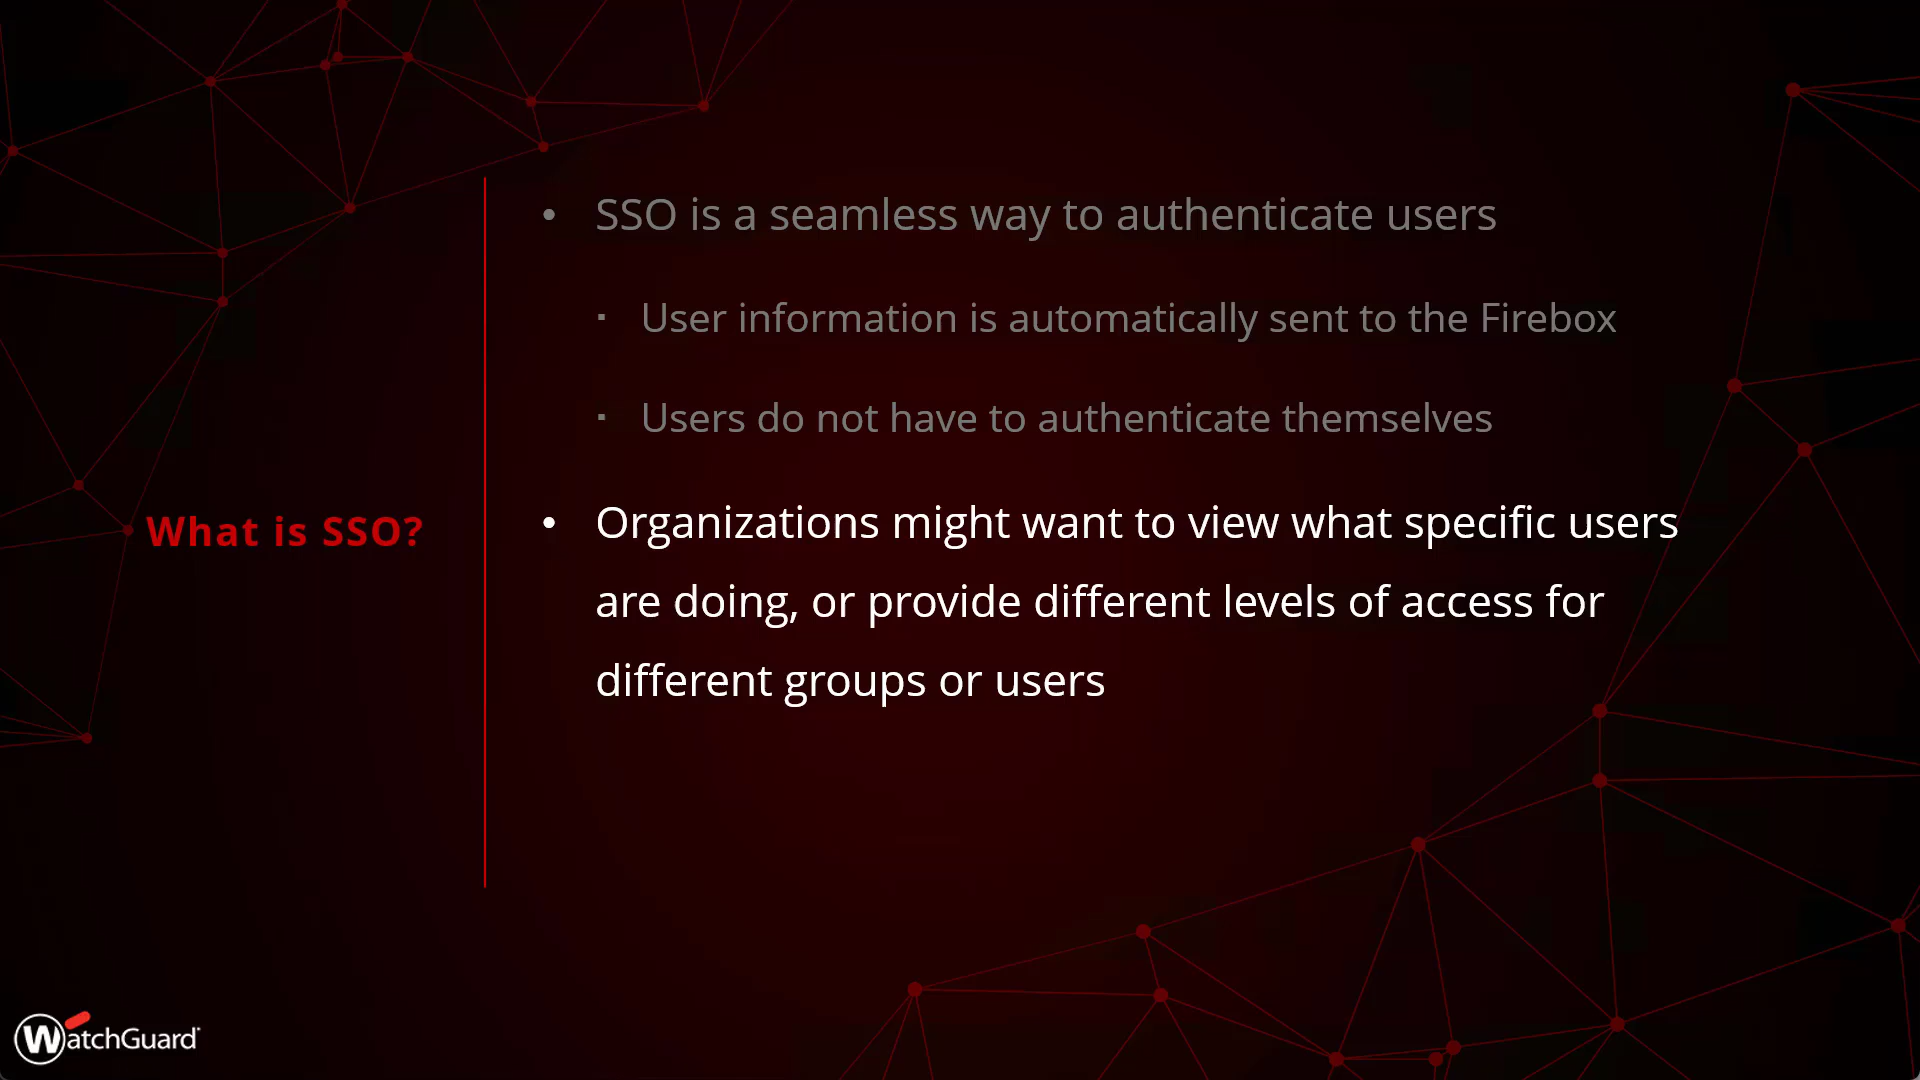 What is SSO?
• SSO is a seamless way to authenticate users
▪ User information is automatically sent to the Firebox
▪ Users do not have to authenticate themselves
• Organizations might want to view what specific users
are doing, or provide different levels of access for
different groups or users
WatchGuard